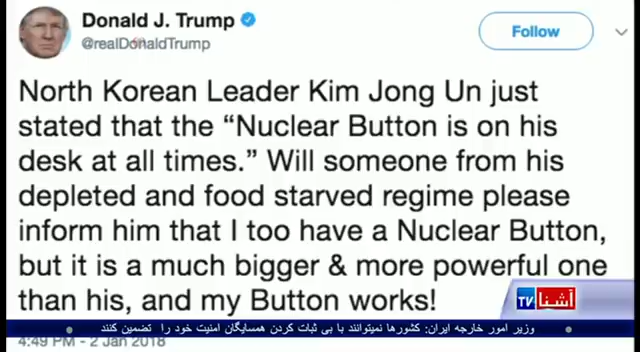 Donald J. Trump
@realDonaldTrump
Follow
North Korean Leader Kim Jong Un just
stated that the “Nuclear Button is on his
desk at all times.” Will someone from his
depleted and food starved regime please
inform him that I too have a Nuclear Button,
but it is a much bigger & more powerful one
than his, and my Button works!
TV آشنا
وزیر امور خارجه ایران: کشورها نمیتوانند با بی ثبات کردن همسایگان امنیت خود را تضمین کنند
4:49 PM - 2 Jan 2018